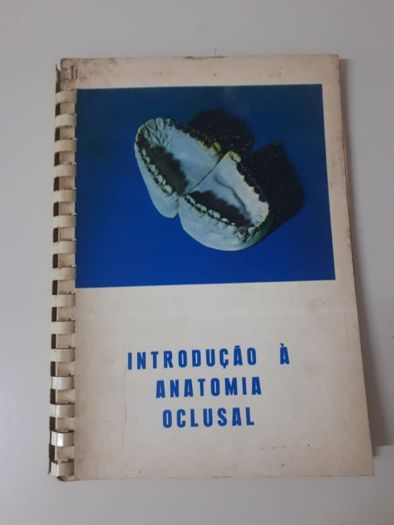 INTRODUÇÃO À
ANATOMIA
OCLUSAL